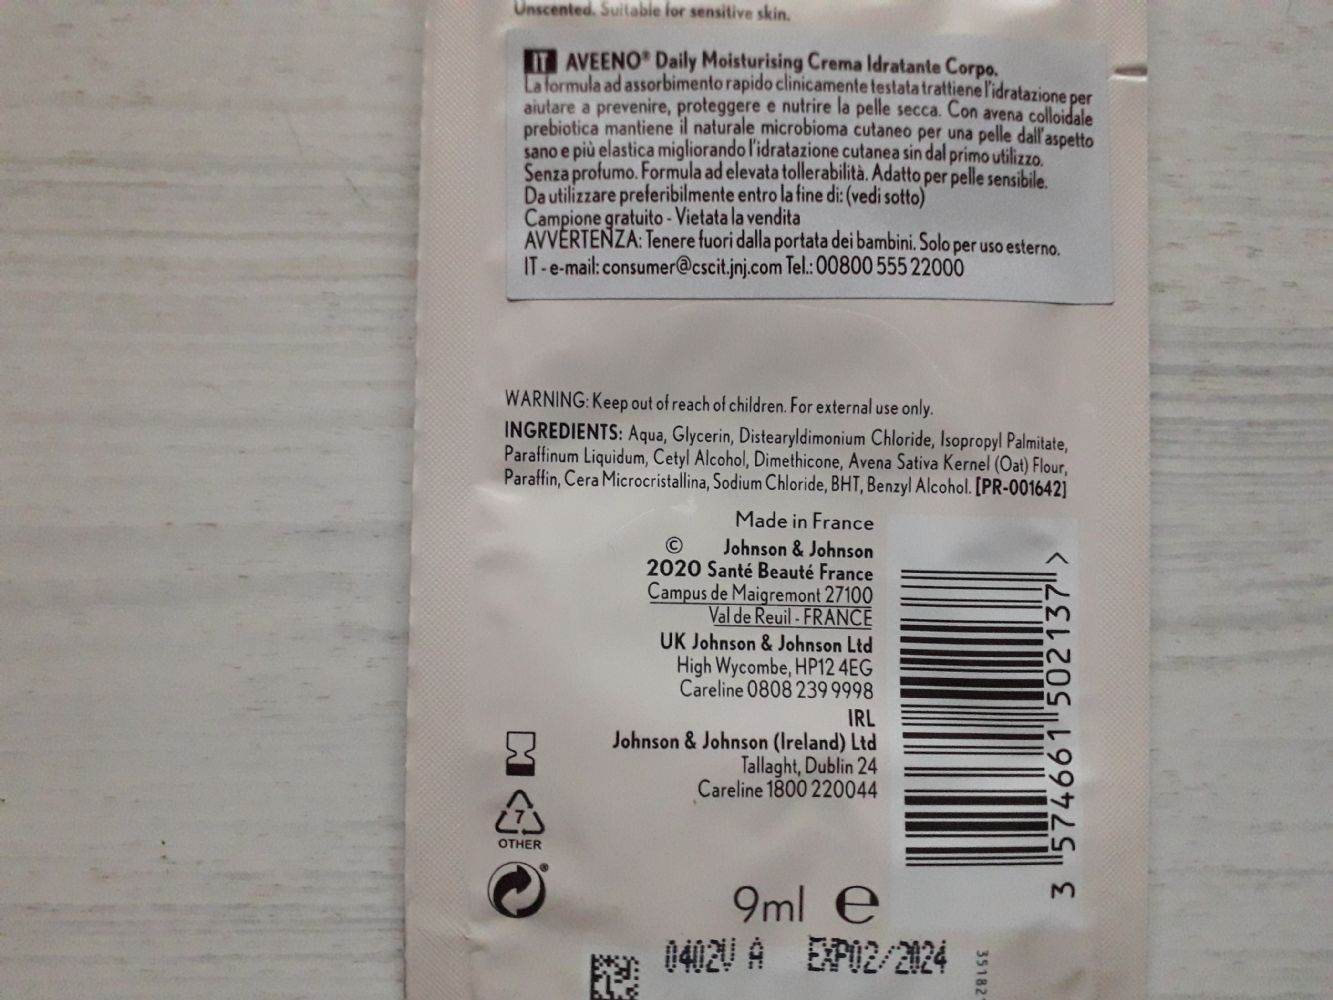 Unscented. Suitable for sensitive skin.
IT AVEENO® Daily Moisturising Crema Idratante Corpo.
La formula ad assorbimento rapido clinicamente testata trattiene l'idratazione per
aiutare a prevenire, proteggere e nutrire la pelle secca. Con avena colloidale
prebiotica mantiene il naturale microbioma cutaneo per una pelle dall'aspetto
sano e più elastica migliorando l'idratazione cutanea sin dal primo utilizzo.
Senza profumo. Formula ad elevata tollerabilità. Adatto per pelle sensibile.
Da utilizzare preferibilmente entro la fine di: (vedi sotto)
Campione gratuito - Vietata la vendita
AVVERTENZA: Tenere fuori dalla portata dei bambini. Solo per uso esterno.
IT - e-mail: consumer@cscit.jnj.com Tel.: 00800 555 22000
WARNING: Keep out of reach of children. For external use only.
INGREDIENTS: Aqua, Glycerin, Distearyldimonium Chloride, Isopropyl Palmitate,
Paraffinum Liquidum, Cetyl Alcohol, Dimethicone, Avena Sativa Kernel (Oat) Flour,
Paraffin, Cera Microcristallina, Sodium Chloride, BHT, Benzyl Alcohol. [PR-001642]
Made in France
© Johnson & Johnson
2020 Santé Beauté France
Campus de Maigremont 27100
Val de Reuil - FRANCE
UK Johnson & Johnson Ltd
High Wycombe, HP12 4EG
Careline 0808 239 9998
IRL
Johnson & Johnson (Ireland) Ltd
Tallaght, Dublin 24
Careline 1800 220044
3 574661 502137 >
7
OTHER
9ml e
0402V A EXP02/2024